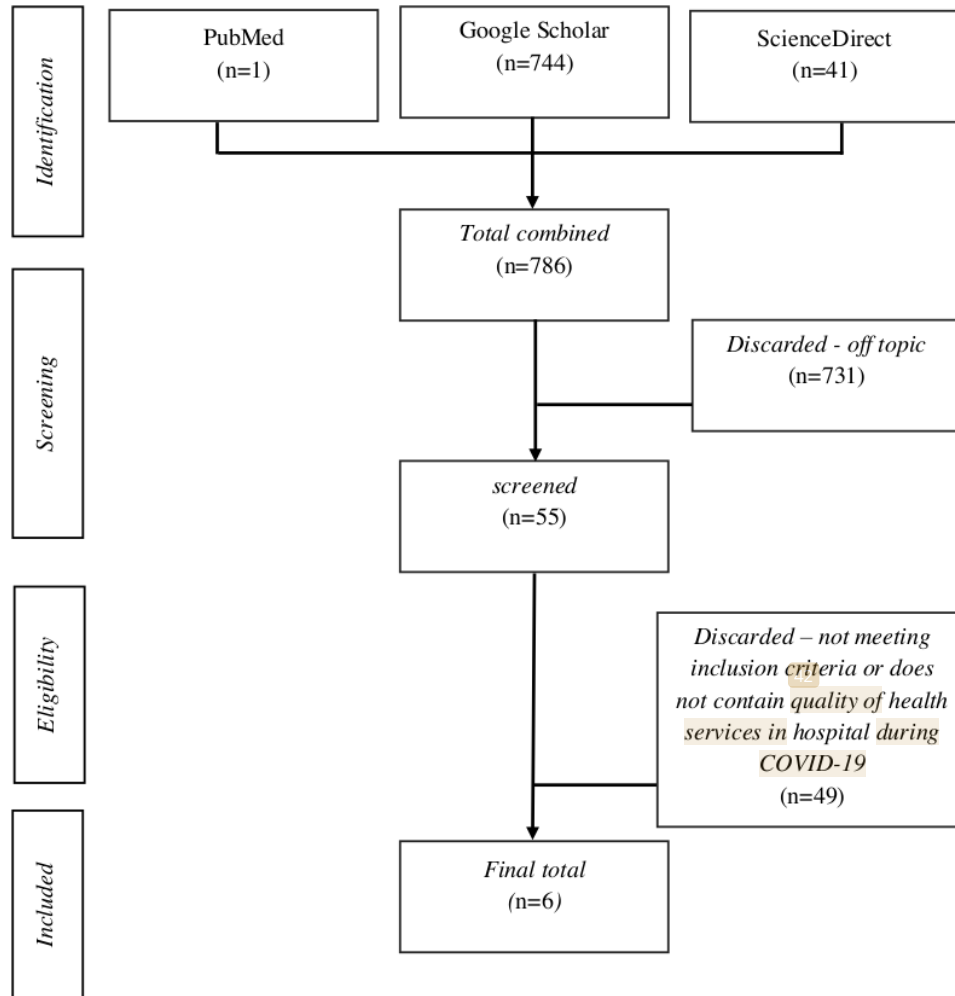 Identification
PubMed
(n=1)
Google Scholar
(n=744)
ScienceDirect
(n=41)
Total combined
(n=786)
Screening
Discarded - off topic
(n=731)
screened
(n=55)
Eligibility
Discarded – not meeting
inclusion criteria or does
42
not contain quality of health
services in hospital during
COVID-19
(n=49)
Included
Final total
(n=6)